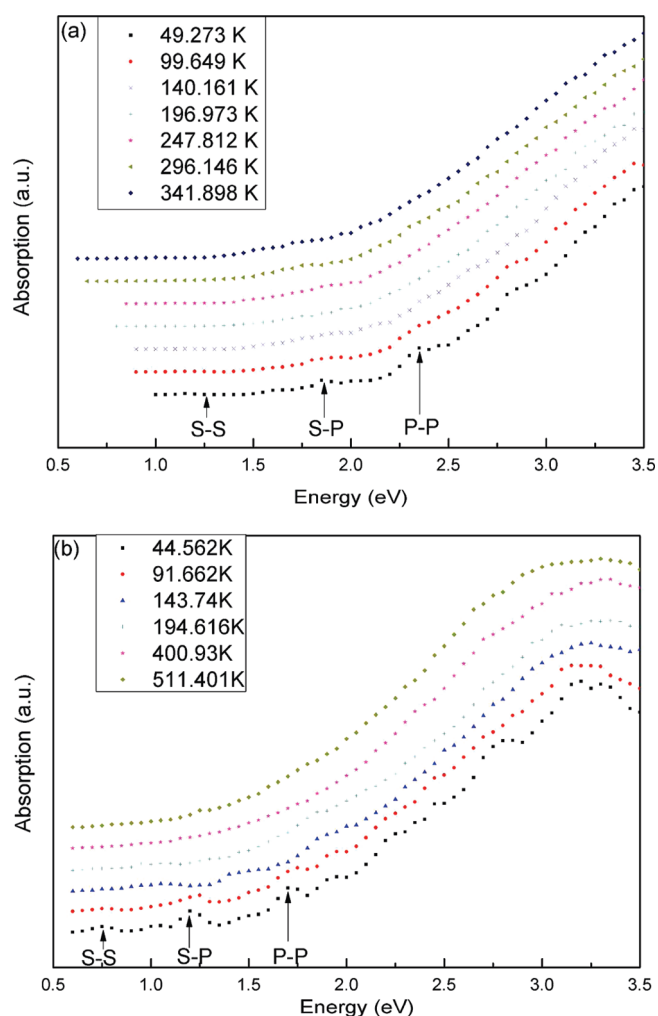 (a)
49.273 K
99.649 K
140.161 K
196.973 K
247.812 K
296.146 K
341.898 K
Absorption (a.u.)
S-S
S-P
P-P
0.5 1.0 1.5 2.0 2.5 3.0 3.5
Energy (eV)
(b)
44.562K
91.662K
143.74K
194.616K
400.93K
511.401K
Absorption (a.u.)
S-S
S-P
P-P
0.5 1.0 1.5 2.0 2.5 3.0 3.5
Energy (eV)